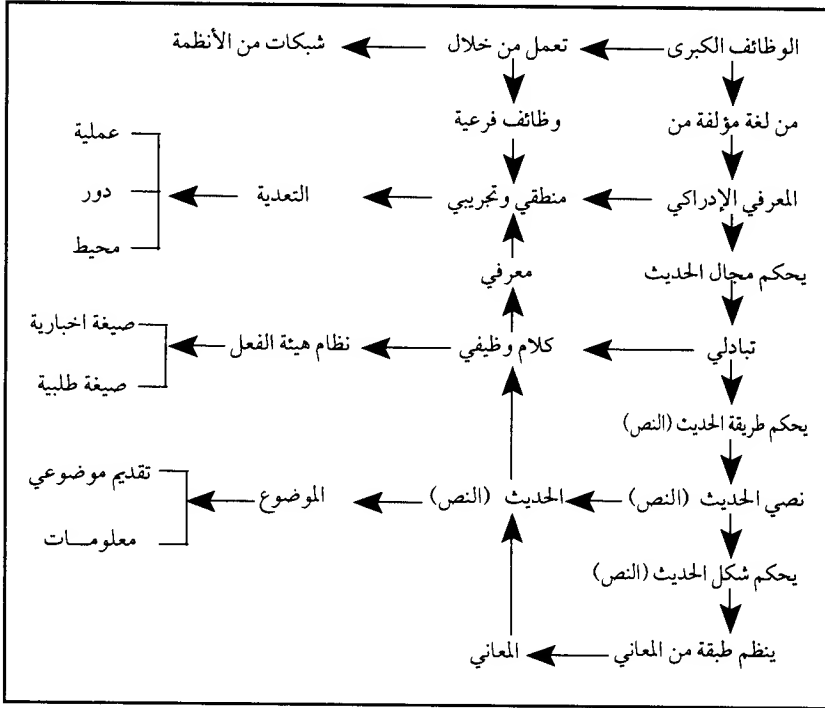 الوظائف الكبرى تعمل من خلال شبكات من الأنظمة
من لغة مؤلفة من وظائف فرعية عملية
المعرفي الإدراكي منطقي وتجريبي التعدية دور
محيط
يحكم مجال الحديث معرفي
صيغة اخبارية
تبادلي كلام وظيفي نظام هيئة الفعل
صيغة طلبية
يحكم طريقة الحديث (النص)
تقديم موضوعي
نصي الحديث (النص) الحديث (النص) الموضوع
معلومـــات
يحكم شكل الحديث (النص)
ينظم طبقة من المعاني المعاني